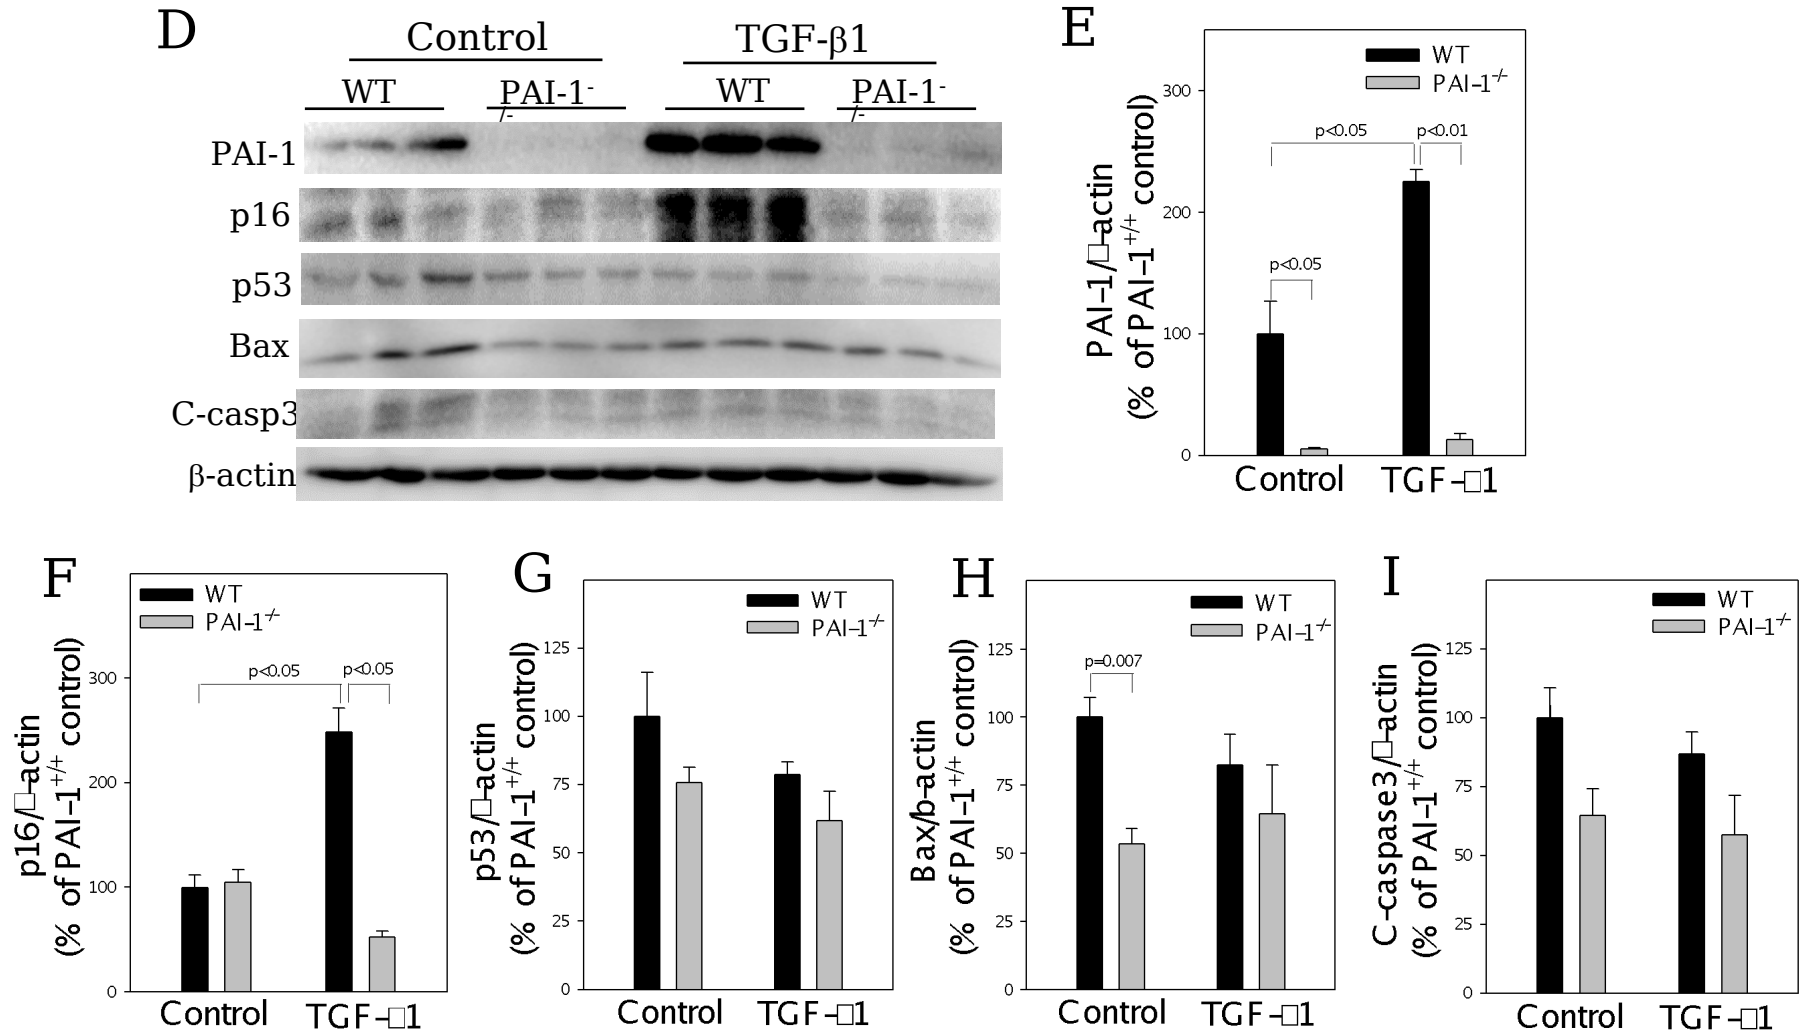 D
Control
TGF-β1
WT
PAI-1-
/-
WT
PAI-1-
/-
PAI-1
p16
p53
Bax
C-casp3
β-actin
E
WT
PAI-1-/-
300
200
100
0
p<0.05
p<0.05
p<0.01
PAI-1/□-actin
(% of PAI-1+/+ control)
Control
TGF-□1
F
WT
PAI-1-/-
300
200
100
0
p<0.05
p<0.05
p16/□-actin
(% of PAI-1+/+ control)
Control
TGF-□1
G
WT
PAI-1-/-
125
100
75
50
25
0
p53/□-actin
(% of PAI-1+/+ control)
Control
TGF-□1
H
WT
PAI-1-/-
125
100
75
50
25
0
p=0.007
Bax/b-actin
(% of PAI-1+/+ control)
Control
TGF-□1
I
WT
PAI-1-/-
125
100
75
50
25
0
C-caspase3/□-actin
(% of PAI-1+/+ control)
Control
TGF-□1